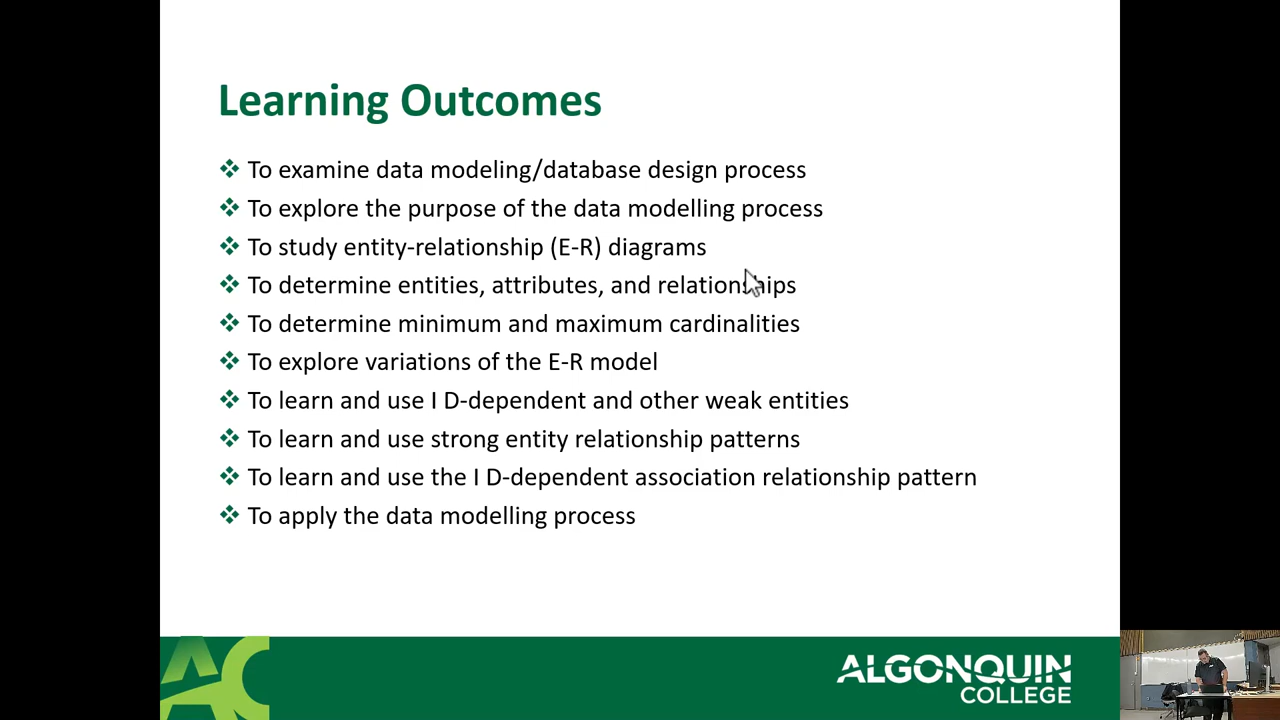 Learning Outcomes
To examine data modeling/database design process
To explore the purpose of the data modelling process
To study entity-relationship (E-R) diagrams
To determine entities, attributes, and relationships
To determine minimum and maximum cardinalities
To explore variations of the E-R model
To learn and use I D-dependent and other weak entities
To learn and use strong entity relationship patterns
To learn and use the I D-dependent association relationship pattern
To apply the data modelling process
AC
ALGONQUIN
COLLEGE